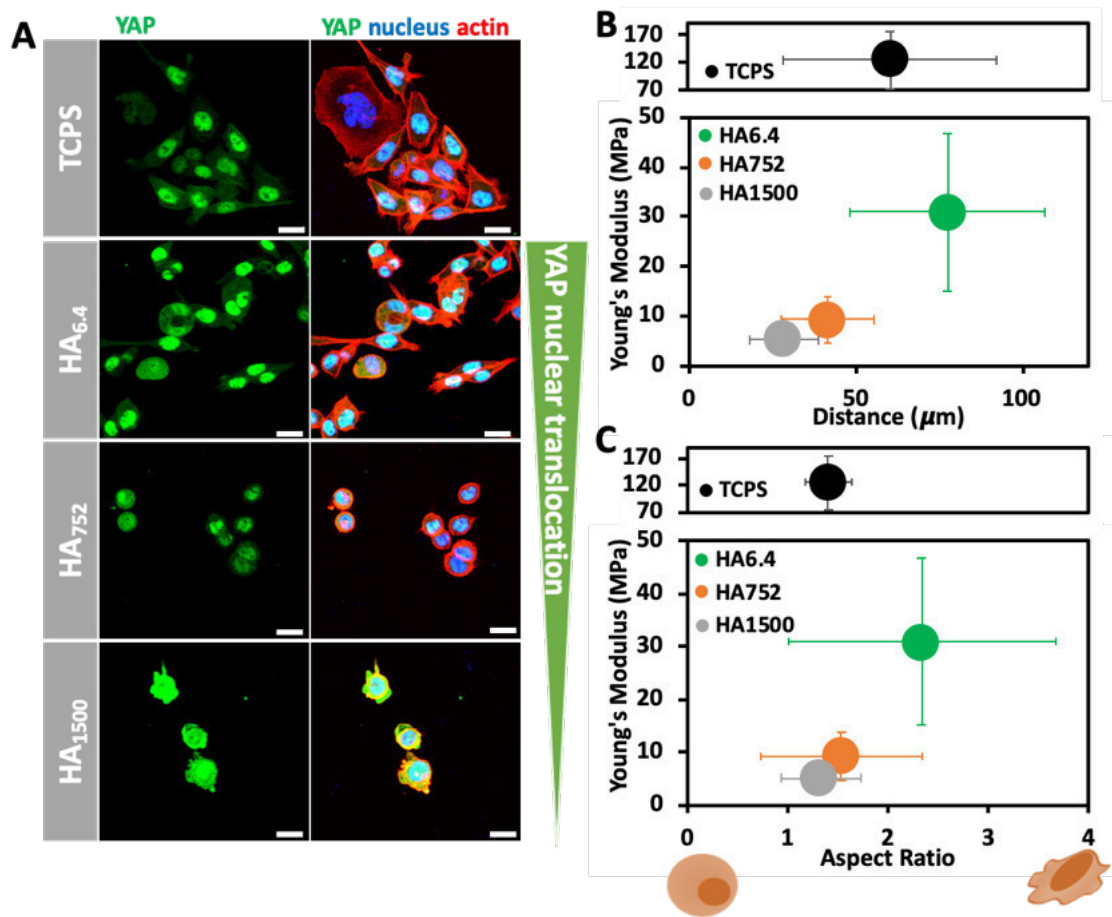 A
YAP
YAP nucleus actin
TCPS
HA6.4
HA752
HA1500
YAP nuclear translocation
B
170
120
70
TCPS
Young's Modulus (MPa)
50
40
30
20
10
0
HA6.4
HA752
HA1500
0 50 100
Distance (μm)
C
170
120
70
TCPS
Young's Modulus (MPa)
50
40
30
20
10
0
HA6.4
HA752
HA1500
0 1 2 3 4
Aspect Ratio